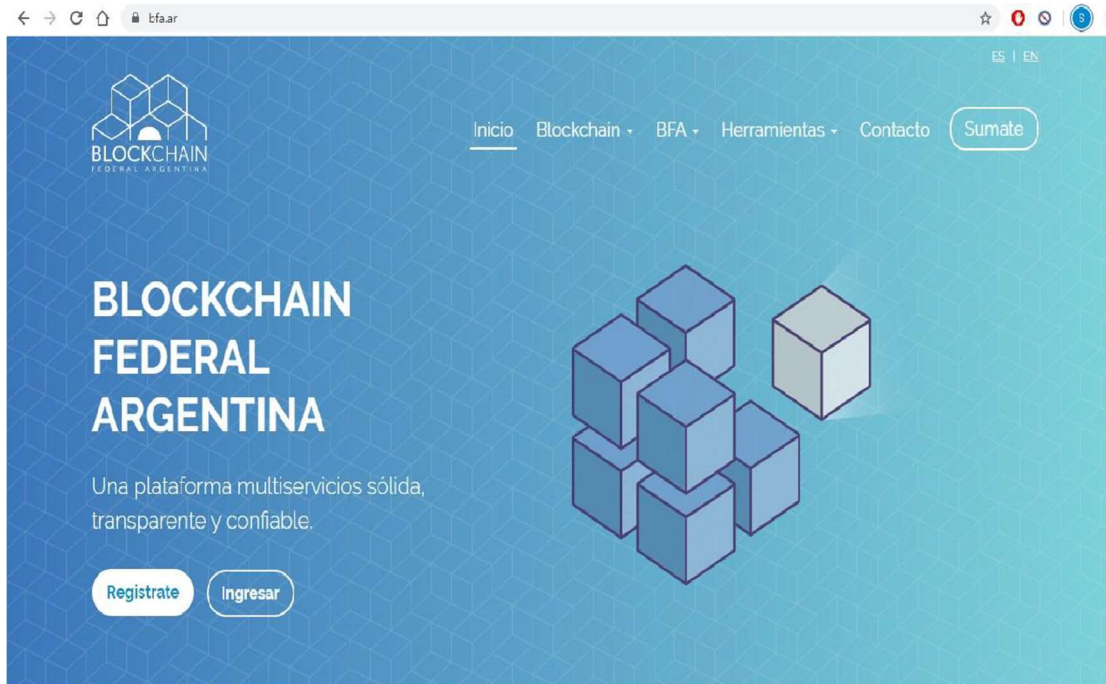 bfa.ar
S
ES | EN
BLOCKCHAIN
FEDERAL ARGENTINA
Inicio Blockchain BFA Herramientas Contacto Sumate
BLOCKCHAIN
FEDERAL
ARGENTINA
Una plataforma multiservicios sólida,
transparente y confiable.
Registrate Ingresar